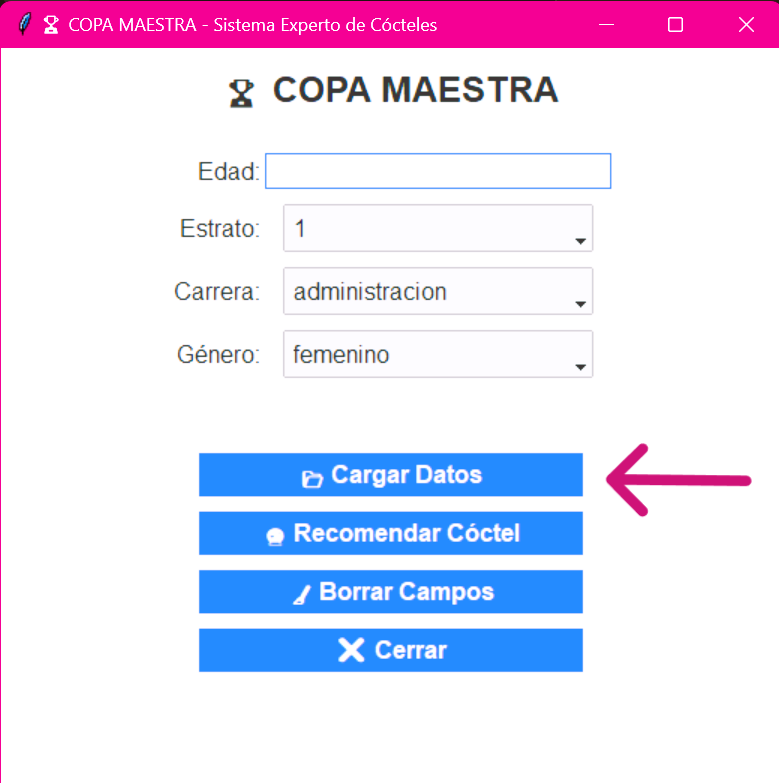 COPA MAESTRA - Sistema Experto de Cócteles
COPA MAESTRA
Edad:
Estrato: 1
Carrera: administracion
Género: femenino
Cargar Datos
Recomendar Cóctel
Borrar Campos
Cerrar